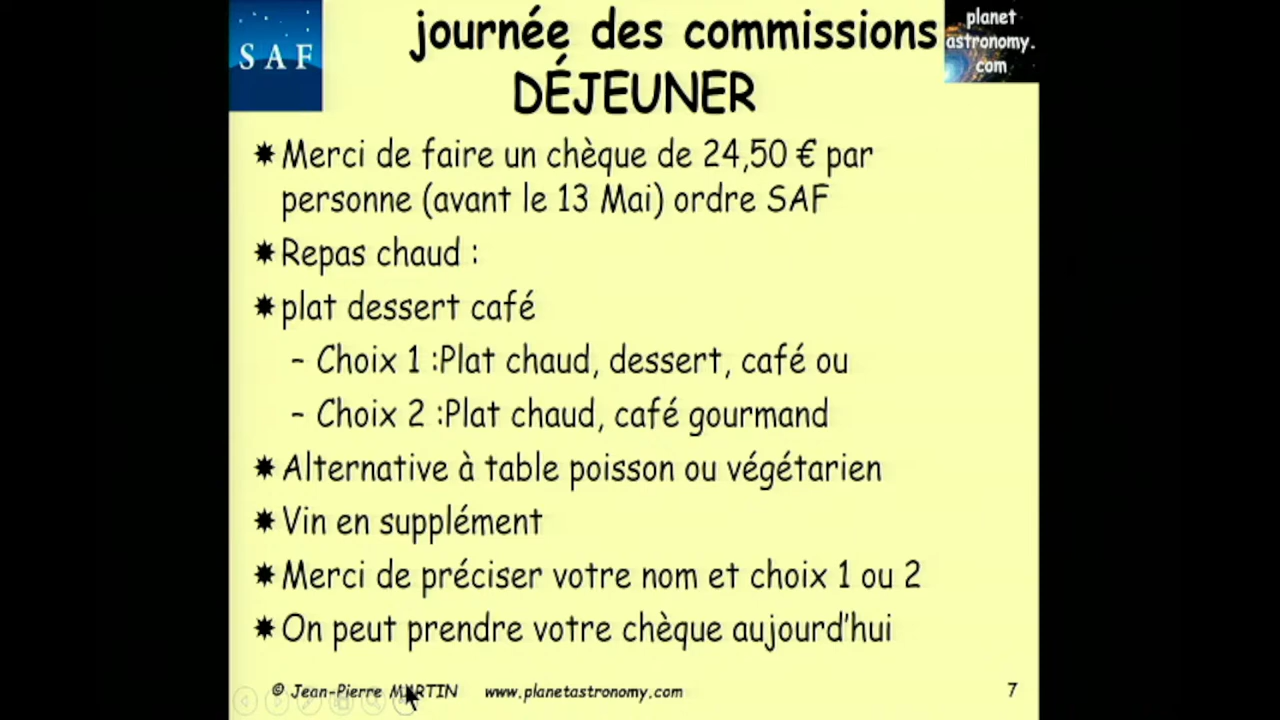 SAF
journée des commissions
DÉJEUNER
planet
astronomy.
com
✷ Merci de faire un chèque de 24,50 € par
personne (avant le 13 Mai) ordre SAF
✷ Repas chaud :
✷ plat dessert café
– Choix 1 :Plat chaud, dessert, café ou
– Choix 2 :Plat chaud, café gourmand
✷ Alternative à table poisson ou végétarien
✷ Vin en supplément
✷ Merci de préciser votre nom et choix 1 ou 2
✷ On peut prendre votre chèque aujourd'hui
© Jean-Pierre MARTIN www.planetastronomy.com 7